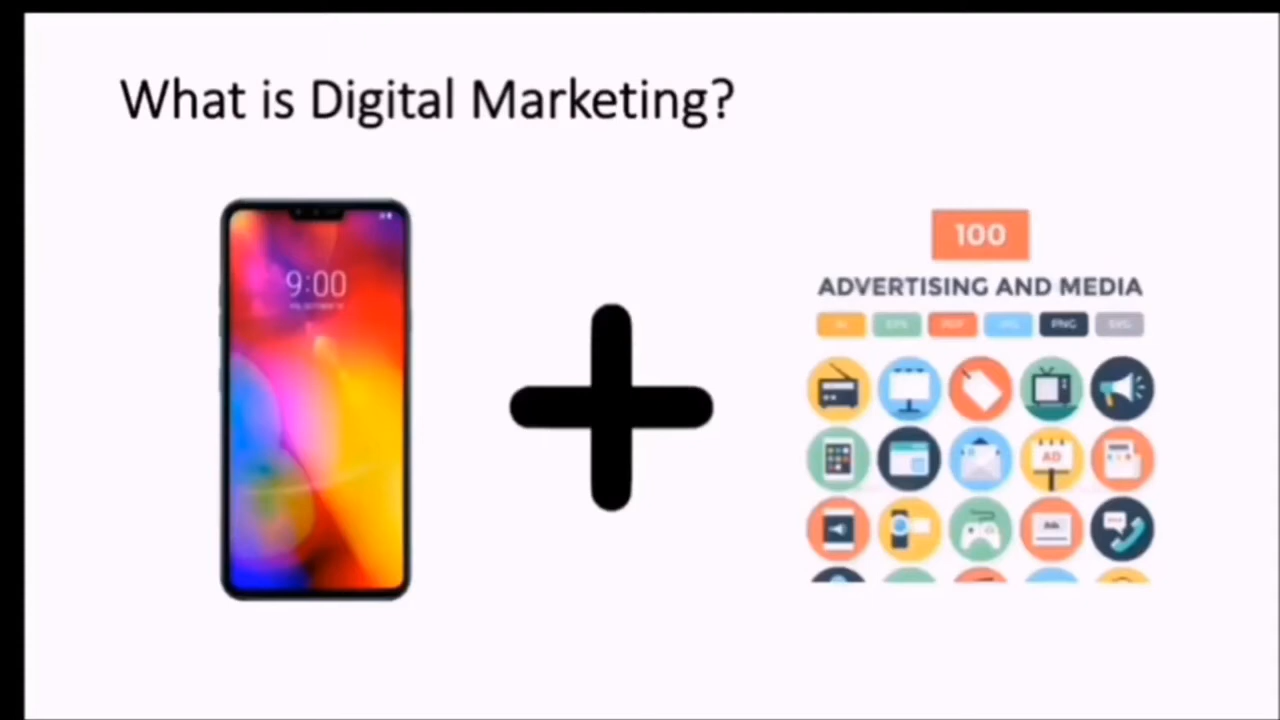 What is Digital Marketing?
9:00
100
ADVERTISING AND MEDIA
PNG
AD